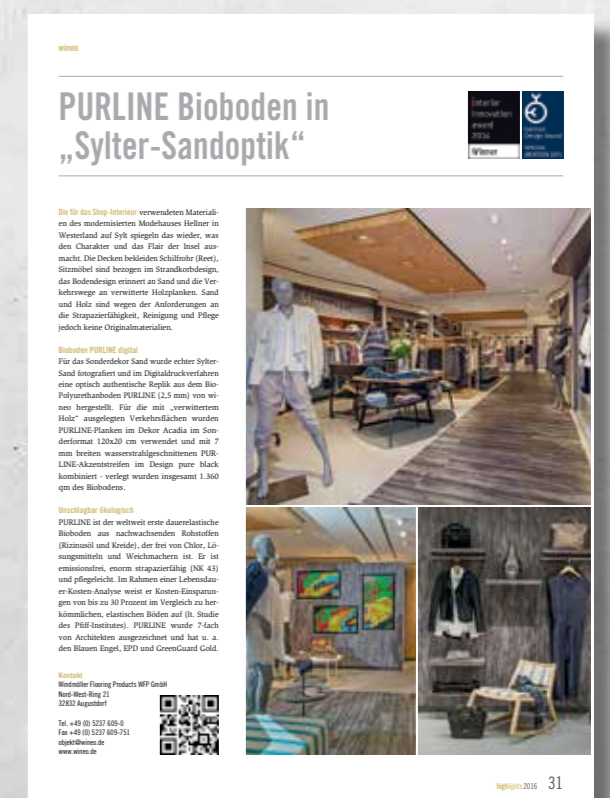 wineo
PURLINE Bioboden in
„Sylter-Sandoptik“
interior
innovation
award
2014
Winner
German
Design Award
SPECIAL
Die für das Shop-Interieur verwendeten Materiali-
en des modernisierten Modehauses Hellner in
Westerland auf Sylt spiegeln das wieder, was
den Charakter und das Flair der Insel aus-
macht. Die Decken bekleiden Schilfrohr (Reet),
Sitzmöbel sind bezogen im Strandkorbdesign,
das Bodendesign erinnert an Sand und die Ver-
kehrswege an verwitterte Holzplanken. Sand
und Holz sind wegen der Anforderungen an
die Strapazierfähigkeit, Reinigung und Pflege
jedoch keine Originalmaterialien.
Bioboden PURLINE digital
Für das Sonderdekor Sand wurde echter Sylter-
Sand fotografiert und im Digitaldruckverfahren
eine optisch authentische Replik aus dem Bio-
Polyurethanboden PURLINE (2,5 mm) von wi-
neo hergestellt. Für die mit „verwittertem
Holz“ ausgelegten Verkehrsflächen wurden
PURLINE-Planken im Dekor Acadia im Son-
derformat 120x20 cm verwendet und mit 7
mm breiten wasserstrahlgeschnittenen PUR-
LINE-Akzentstreifen im Design pure black
kombiniert - verlegt wurden insgesamt 1.360
qm des Biobodens.
Unschlagbar ökologisch
PURLINE ist der weltweit erste dauerelastische
Bioboden aus nachwachsenden Rohstoffen
(Rizinusöl und Kreide), der frei von Chlor, Lö-
sungsmitteln und Weichmachern ist. Er ist
emissionsfrei, enorm strapazierfähig (NK 43)
und pflegeleicht. Im Rahmen einer Lebensdau-
er-Kosten-Analyse weist er Kosten-Einsparun-
gen von bis zu 30 Prozent im Vergleich zu her-
kömmlichen, elastischen Böden auf (lt. Studie
des Pfiff-Institutes). PURLINE wurde 7-fach
von Architekten ausgezeichnet und hat u. a.
den Blauen Engel, EPD und GreenGuard Gold.
Kontakt
Windmöller Flooring Products WFP GmbH
Nord-West-Ring 21
32832 Augustdorf
Tel. +49 (0) 5237 609-0
Fax +49 (0) 5237 609-751
objekt@wineo.de
www.wineo.de
highlights 2016 31